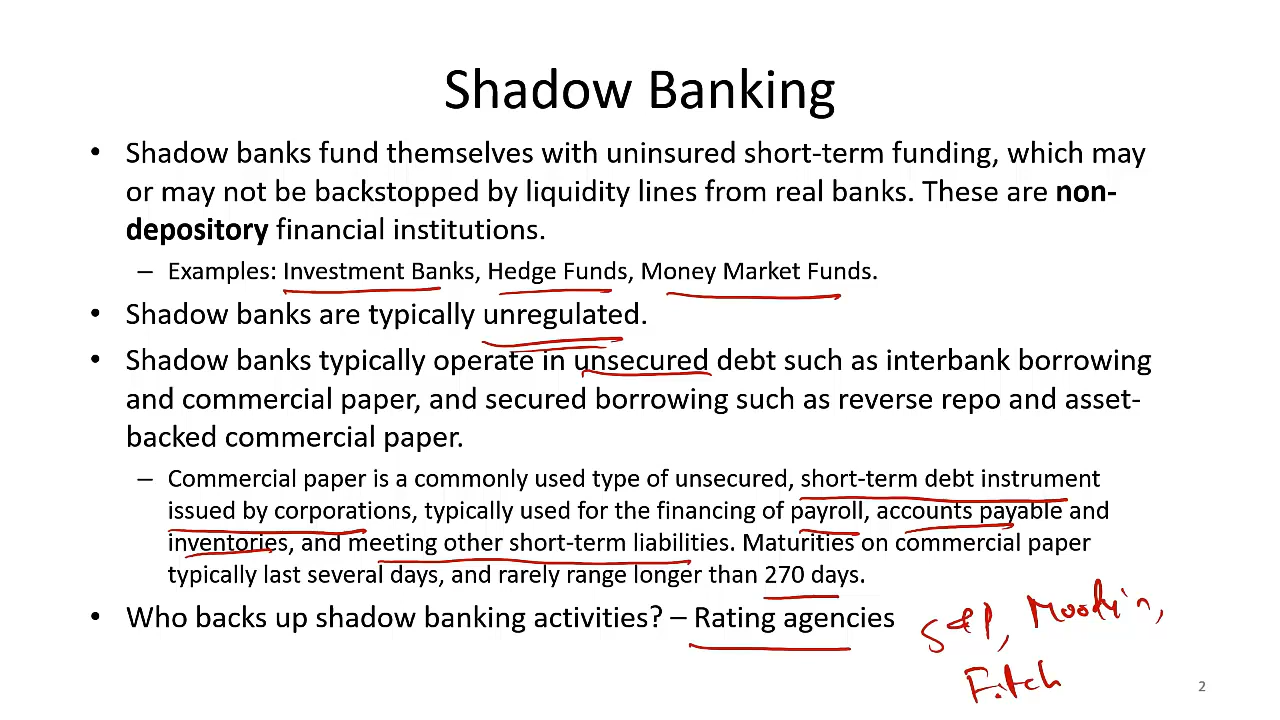 Shadow Banking
• Shadow banks fund themselves with uninsured short-term funding, which may
or may not be backstopped by liquidity lines from real banks. These are non-
depository financial institutions.
– Examples: Investment Banks, Hedge Funds, Money Market Funds.
• Shadow banks are typically unregulated.
• Shadow banks typically operate in unsecured debt such as interbank borrowing
and commercial paper, and secured borrowing such as reverse repo and asset-
backed commercial paper.
– Commercial paper is a commonly used type of unsecured, short-term debt instrument
issued by corporations, typically used for the financing of payroll, accounts payable and
inventories, and meeting other short-term liabilities. Maturities on commercial paper
typically last several days, and rarely range longer than 270 days.
• Who backs up shadow banking activities? – Rating agencies
S&P, Moody's,
Fitch
2